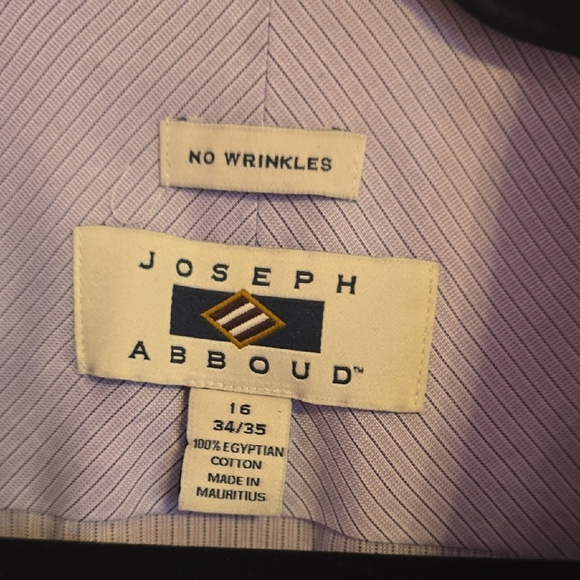 NO WRINKLES
JOSEPH
ABBOUD™
16
34/35
100% EGYPTIAN
COTTON
MADE IN
MAURITIUS